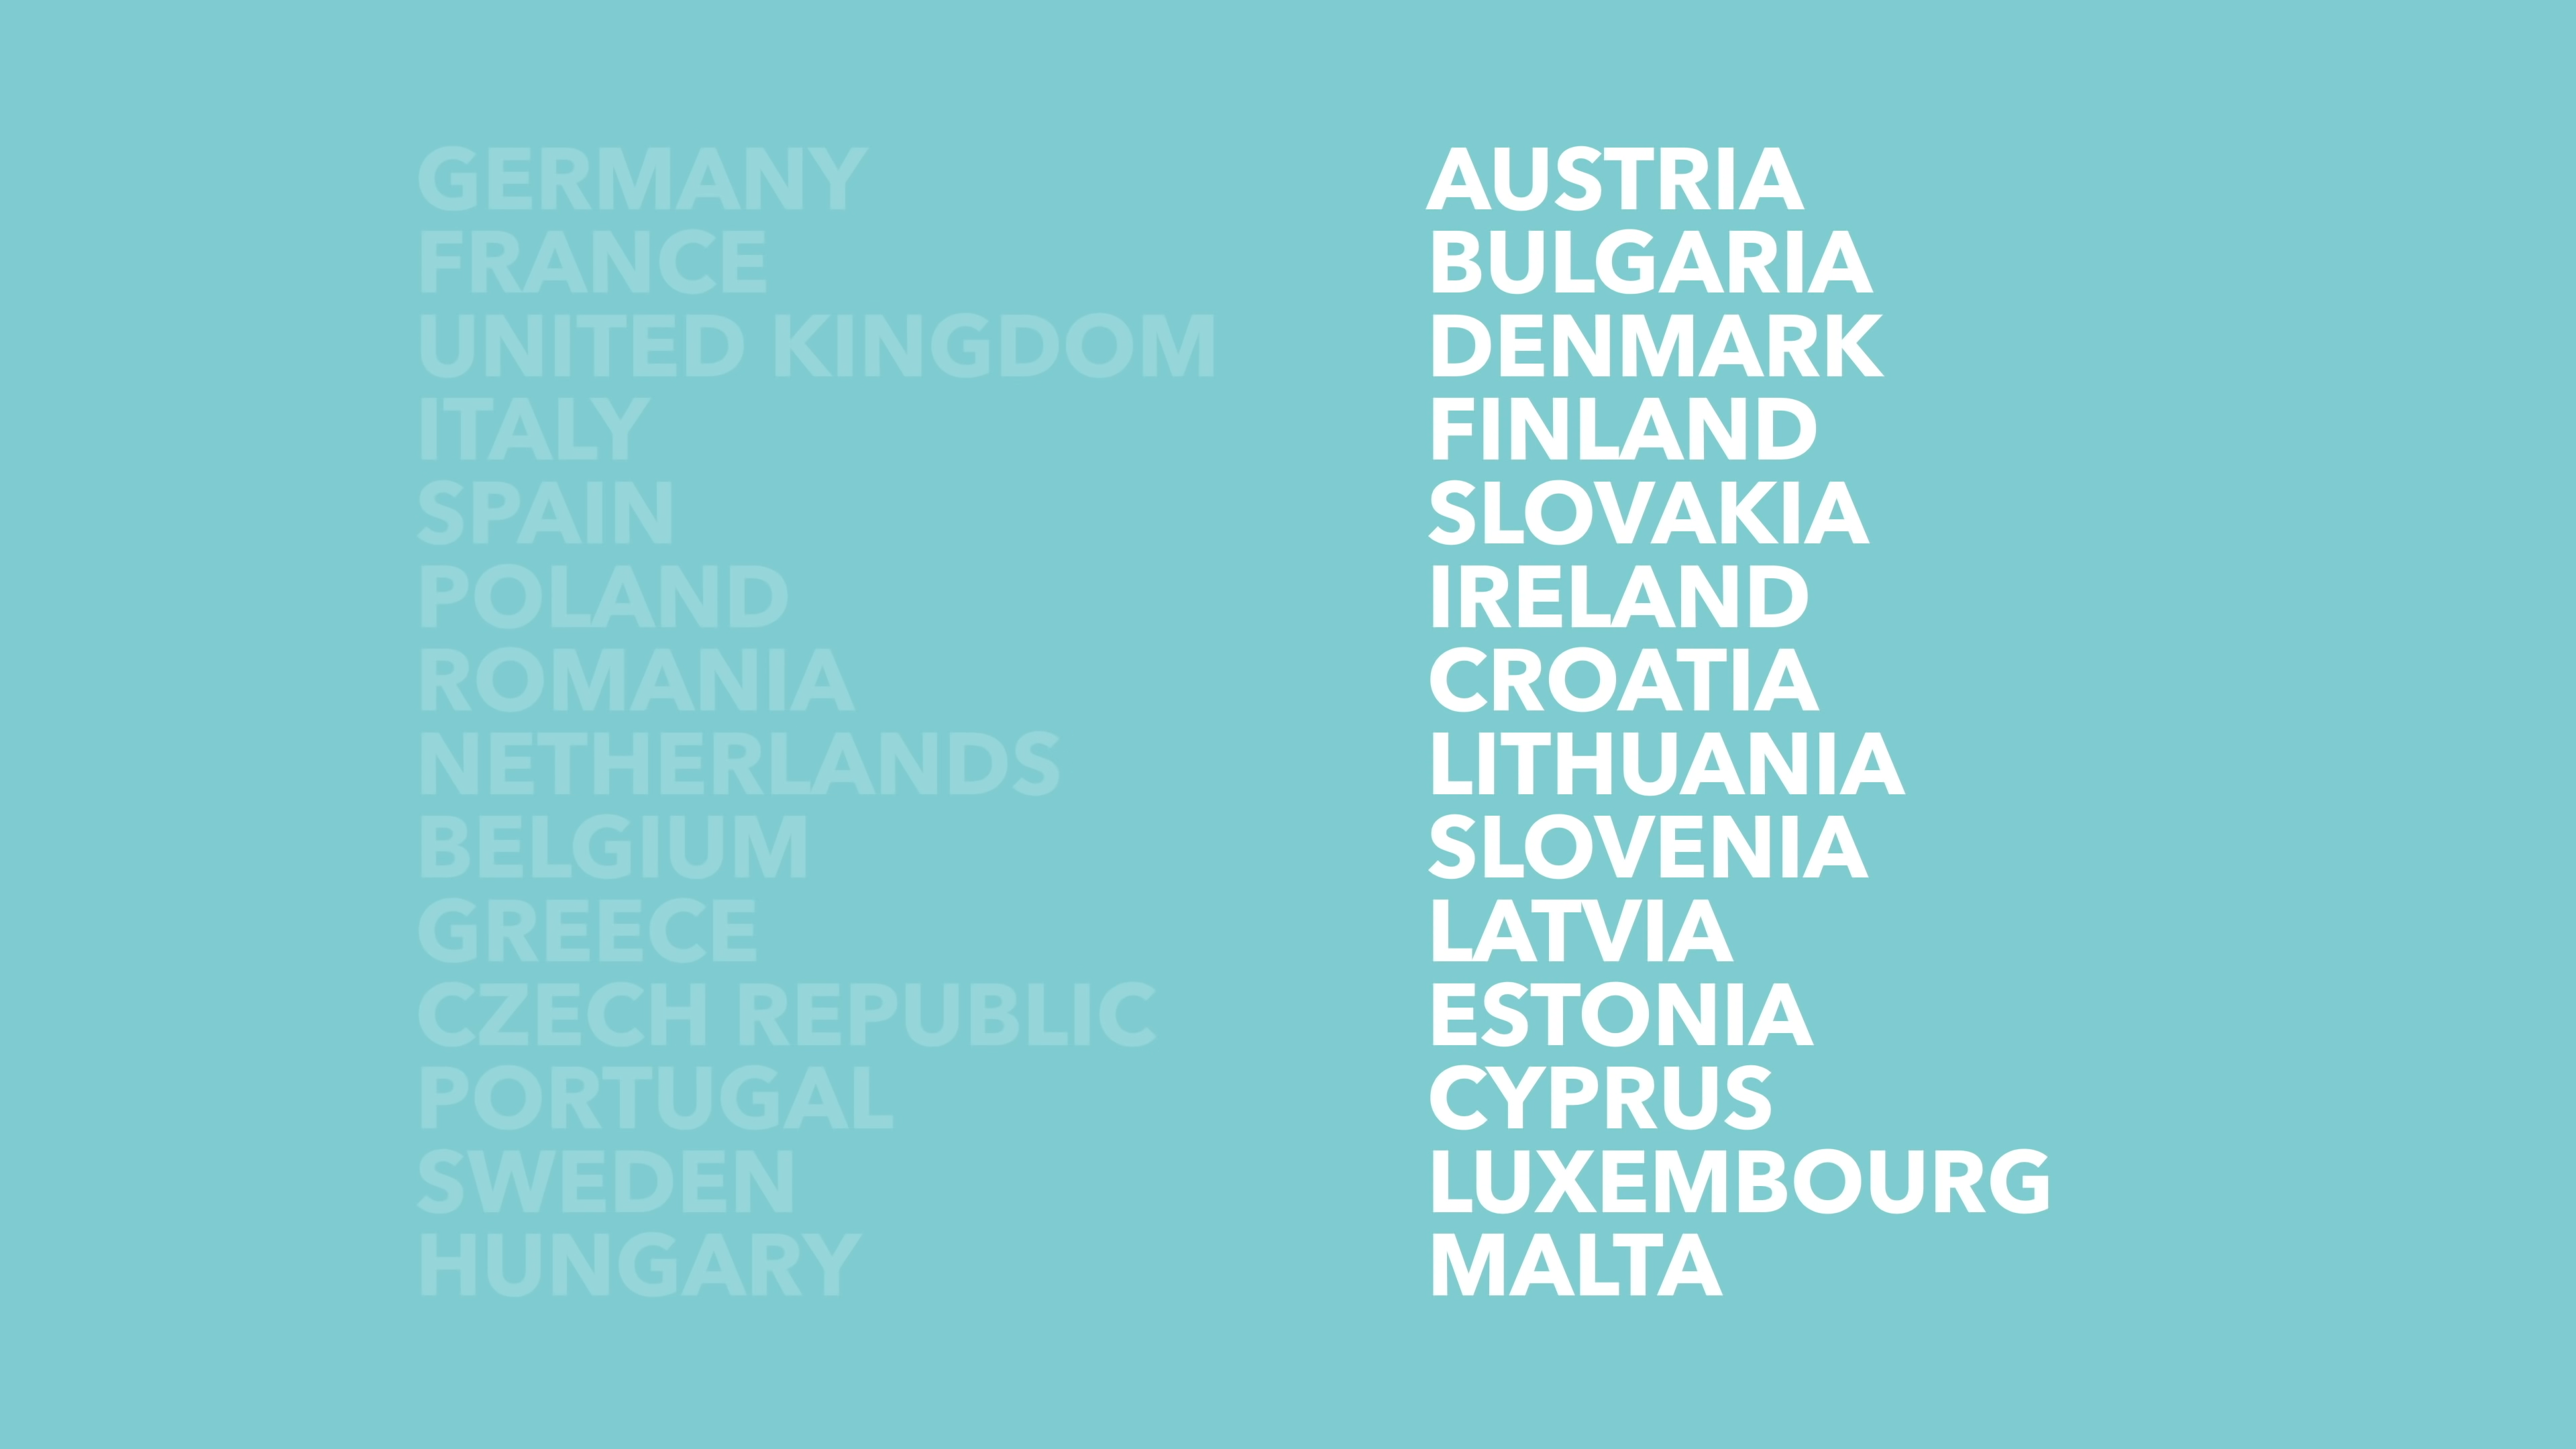 GERMANY
FRANCE
UNITED KINGDOM
ITALY
SPAIN
POLAND
ROMANIA
NETHERLANDS
BELGIUM
GREECE
CZECH REPUBLIC
PORTUGAL
SWEDEN
HUNGARY
AUSTRIA
BULGARIA
DENMARK
FINLAND
SLOVAKIA
IRELAND
CROATIA
LITHUANIA
SLOVENIA
LATVIA
ESTONIA
CYPRUS
LUXEMBOURG
MALTA